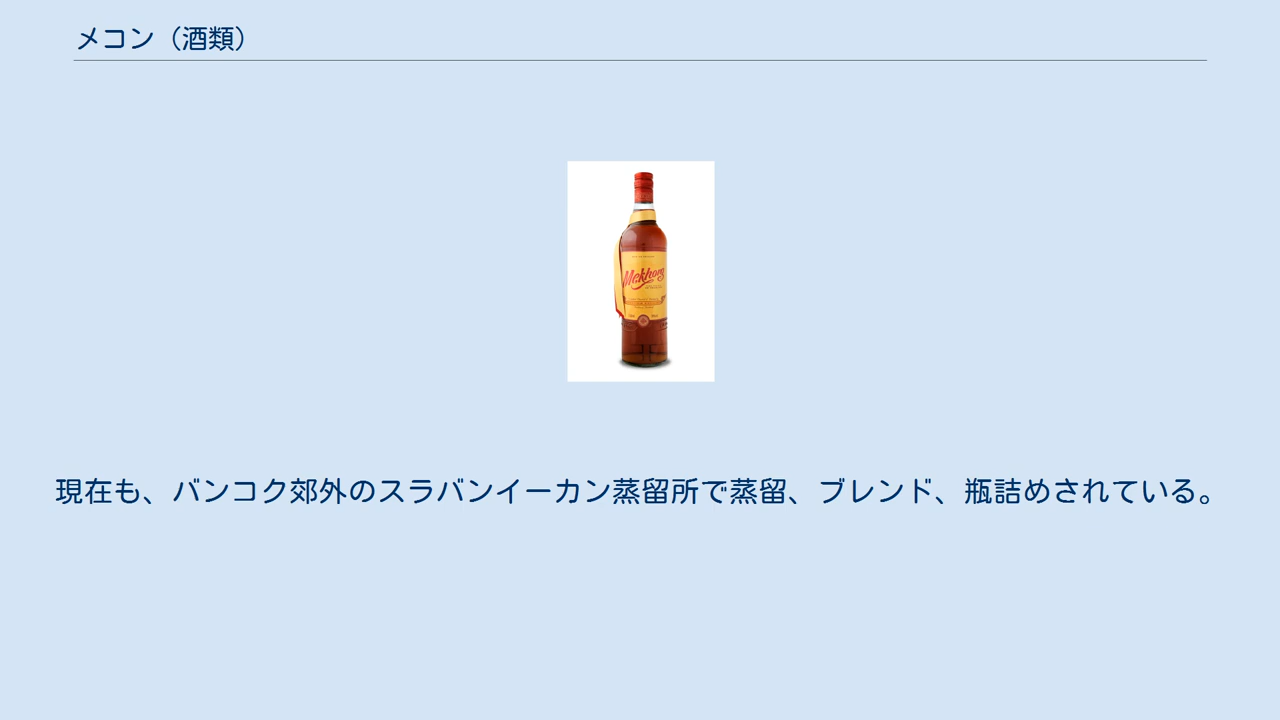 メコン（酒類）
Mekhong
現在も、バンコク郊外のスラバンイーカン蒸留所で蒸留、ブレンド、瓶詰めされている。